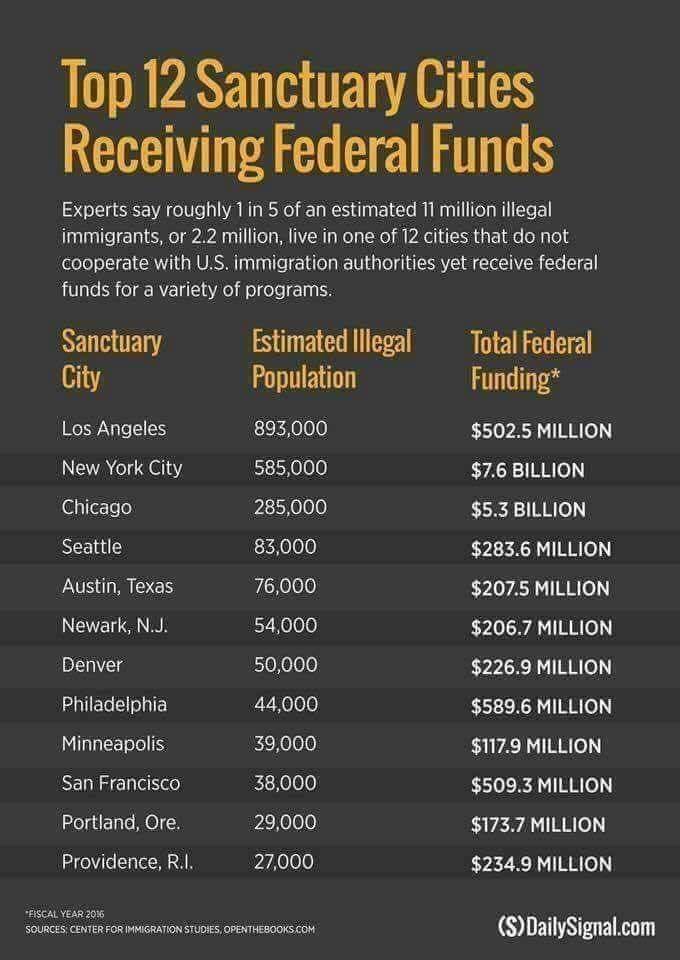 Top 12 Sanctuary Cities
Receiving Federal Funds
Experts say roughly 1 in 5 of an estimated 11 million illegal
immigrants, or 2.2 million, live in one of 12 cities that do not
cooperate with U.S. immigration authorities yet receive federal
funds for a variety of programs.
Sanctuary City Estimated Illegal Population Total Federal Funding*
Los Angeles 893,000 $502.5 MILLION
New York City 585,000 $7.6 BILLION
Chicago 285,000 $5.3 BILLION
Seattle 83,000 $283.6 MILLION
Austin, Texas 76,000 $207.5 MILLION
Newark, N.J. 54,000 $206.7 MILLION
Denver 50,000 $226.9 MILLION
Philadelphia 44,000 $589.6 MILLION
Minneapolis 39,000 $117.9 MILLION
San Francisco 38,000 $509.3 MILLION
Portland, Ore. 29,000 $173.7 MILLION
Providence, R.I. 27,000 $234.9 MILLION
*FISCAL YEAR 2016
SOURCES: CENTER FOR IMMIGRATION STUDIES, OPENTHEBOOKS.COM
(S) DailySignal.com